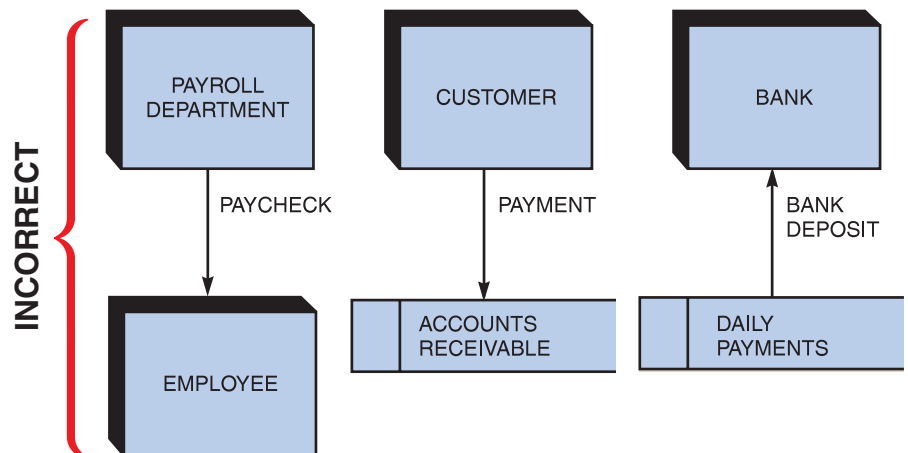 INCORRECT
PAYROLL
DEPARTMENT
PAYCHECK
EMPLOYEE
CUSTOMER
PAYMENT
ACCOUNTS
RECEIVABLE
BANK
BANK
DEPOSIT
DAILY
PAYMENTS